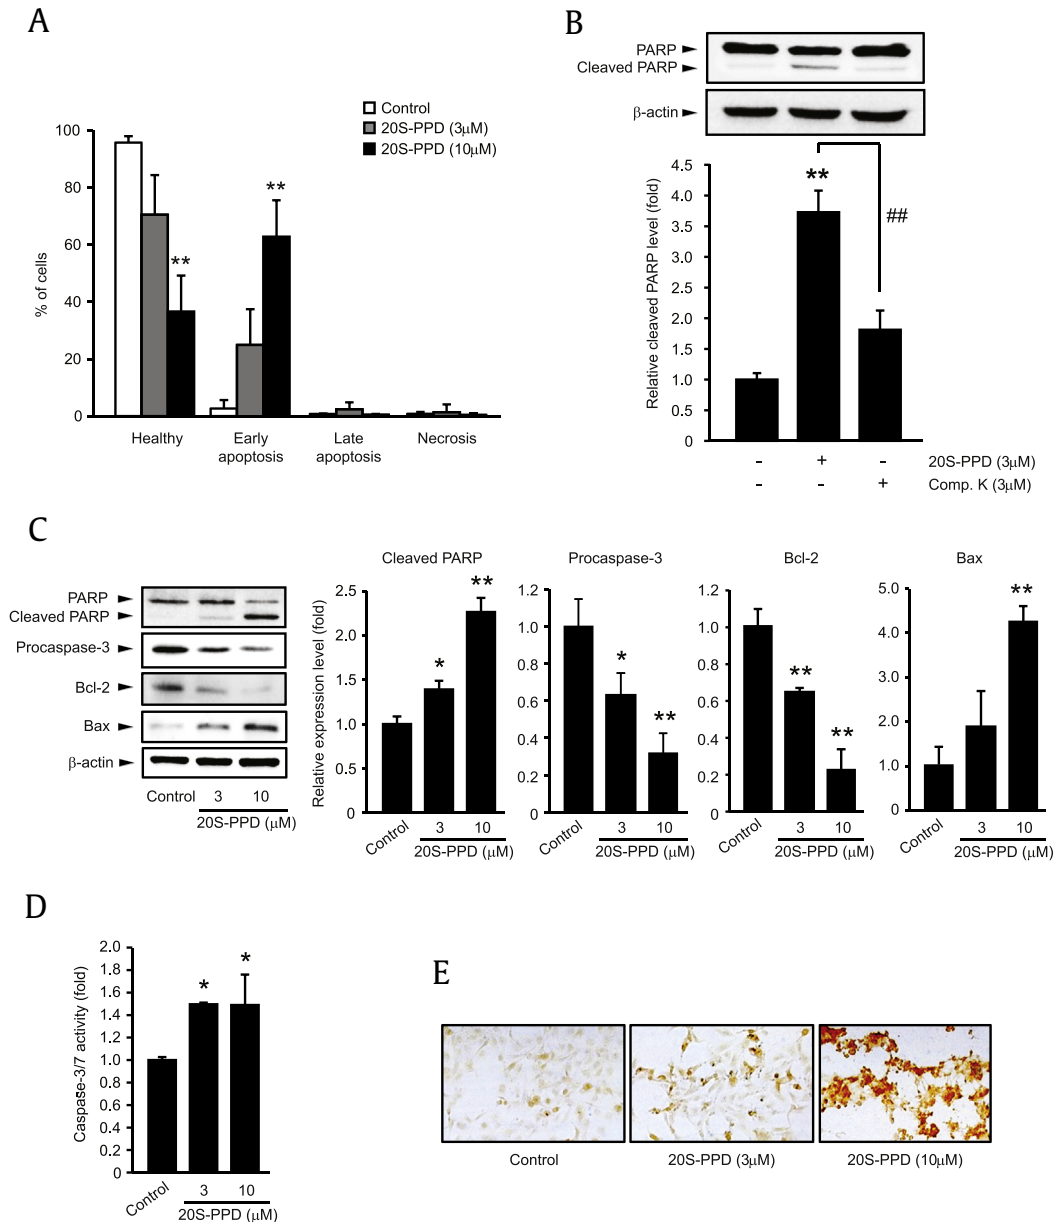 A
Control
20S-PPD (3μM)
20S-PPD (10μM)
100
80
60
40
20
0
% of cells
**
**
Healthy
Early
apoptosis
Late
apoptosis
Necrosis
B
PARP
Cleaved PARP
β-actin
4.5
4.0
3.5
3.0
2.5
2.0
1.5
1.0
0.5
0
Relative cleaved PARP level (fold)
**
##
- + - 20S-PPD (3μM)
- - + Comp. K (3μM)
C
PARP
Cleaved PARP
Procaspase-3
Bcl-2
Bax
β-actin
Control 3 10
20S-PPD (μM)
Relative expression level (fold)
Cleaved PARP
2.5
2.0
1.5
1.0
0.5
0
*
**
Control 3 10
20S-PPD (μM)
Procaspase-3
1.2
1.0
0.8
0.6
0.4
0.2
0
*
**
Control 3 10
20S-PPD (μM)
Bcl-2
1.2
1.0
0.8
0.6
0.4
0.2
0
**
**
Control 3 10
20S-PPD (μM)
Bax
5.0
4.0
3.0
2.0
1.0
0
**
Control 3 10
20S-PPD (μM)
D
2.0
1.8
1.6
1.4
1.2
1.0
0.8
0.6
0.4
0.2
0
Caspase-3/7 activity (fold)
*
*
Control 3 10
20S-PPD (μM)
E
Control
20S-PPD (3μM)
20S-PPD (10μM)